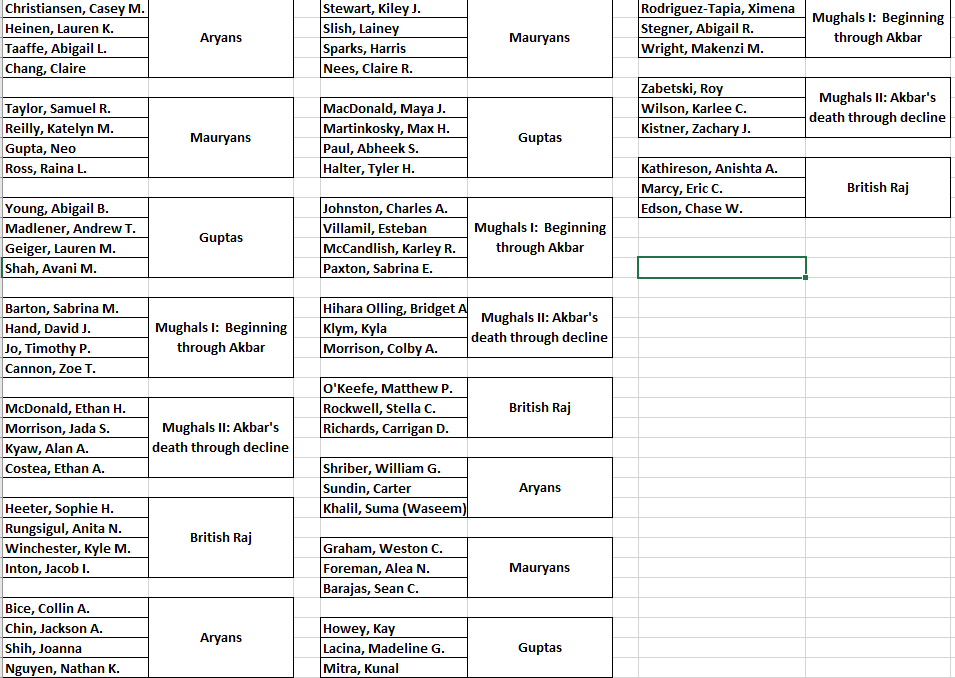 Christiansen, Casey M.
Heinen, Lauren K.
Taaffe, Abigail L.
Chang, Claire
Aryans
Taylor, Samuel R.
Reilly, Katelyn M.
Gupta, Neo
Ross, Raina L.
Mauryans
Young, Abigail B.
Madlener, Andrew T.
Geiger, Lauren M.
Shah, Avani M.
Guptas
Barton, Sabrina M.
Hand, David J.
Jo, Timothy P.
Cannon, Zoe T.
Mughals I:  Beginning
through Akbar
McDonald, Ethan H.
Morrison, Jada S.
Kyaw, Alan A.
Costea, Ethan A.
Mughals II: Akbar's
death through decline
Heeter, Sophie H.
Rungsigul, Anita N.
Winchester, Kyle M.
Inton, Jacob I.
British Raj
Bice, Collin A.
Chin, Jackson A.
Shih, Joanna
Nguyen, Nathan K.
Aryans
Stewart, Kiley J.
Slish, Lainey
Sparks, Harris
Nees, Claire R.
Mauryans
MacDonald, Maya J.
Martinkosky, Max H.
Paul, Abheek S.
Halter, Tyler H.
Guptas
Johnston, Charles A.
Villamil, Esteban
McCandlish, Karley R.
Paxton, Sabrina E.
Mughals I:  Beginning
through Akbar
Hihara Olling, Bridget A
Klym, Kyla
Morrison, Colby A.
Mughals II: Akbar's
death through decline
O'Keefe, Matthew P.
Rockwell, Stella C.
Richards, Carrigan D.
British Raj
Shriber, William G.
Sundin, Carter
Khalil, Suma (Waseem)
Aryans
Graham, Weston C.
Foreman, Alea N.
Barajas, Sean C.
Mauryans
Howey, Kay
Lacina, Madeline G.
Mitra, Kunal
Guptas
Rodriguez-Tapia, Ximena
Stegner, Abigail R.
Wright, Makenzi M.
Mughals I:  Beginning
through Akbar
Zabetski, Roy
Wilson, Karlee C.
Kistner, Zachary J.
Mughals II: Akbar's
death through decline
Kathireson, Anishta A.
Marcy, Eric C.
Edson, Chase W.
British Raj